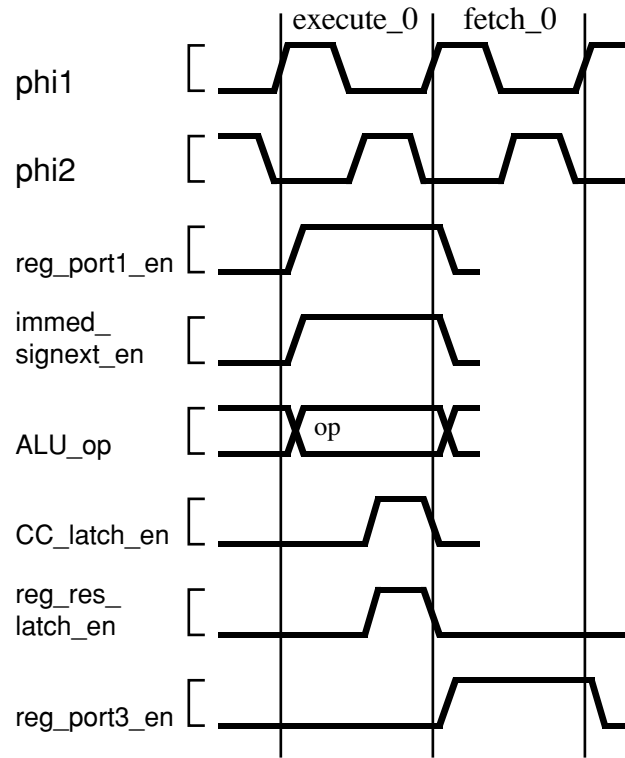 execute_0 fetch_0
phi1
phi2
reg_port1_en
immed_
signext_en
ALU_op
op
CC_latch_en
reg_res_
latch_en
reg_port3_en